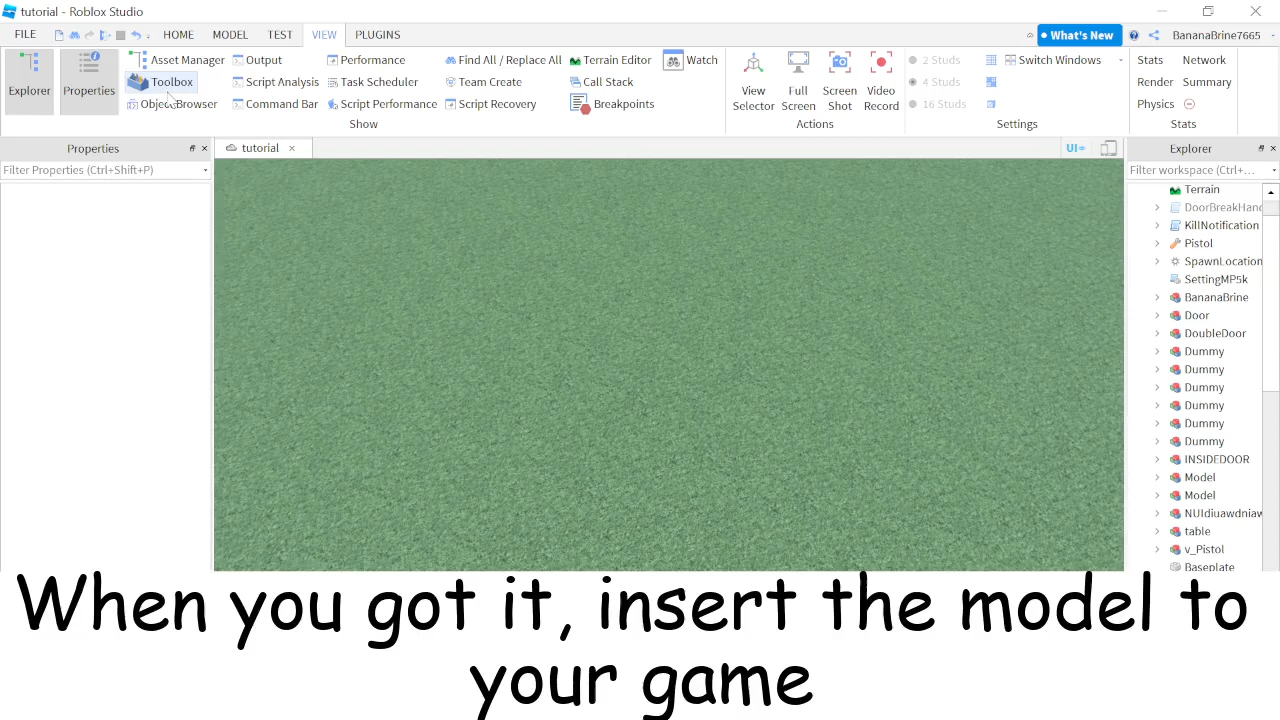 tutorial - Roblox Studio
FILE HOME MODEL TEST VIEW PLUGINS What's New BananaBrine7665
Asset Manager Output Performance Find All / Replace All Terrain Editor Watch 2 Studs Switch Windows Stats Network
Explorer Properties Toolbox Script Analysis Task Scheduler Team Create Call Stack View Selector Full Screen Screen Shot Video Record 4 Studs Render Summary
Object Browser Command Bar Script Performance Script Recovery Breakpoints 16 Studs Physics
Show Actions Settings Stats
Properties tutorial UI Explorer
Filter Properties (Ctrl+Shift+P) Filter workspace (Ctrl+...
Terrain
DoorBreakHand
KillNotification
Pistol
SpawnLocation
SettingMP5k
BananaBrine
Door
DoubleDoor
Dummy
Dummy
Dummy
Dummy
Dummy
Dummy
INSIDEDOOR
Model
Model
NUIdiuawdniaw
table
v_Pistol
Baseplate
When you got it, insert the model to
your game